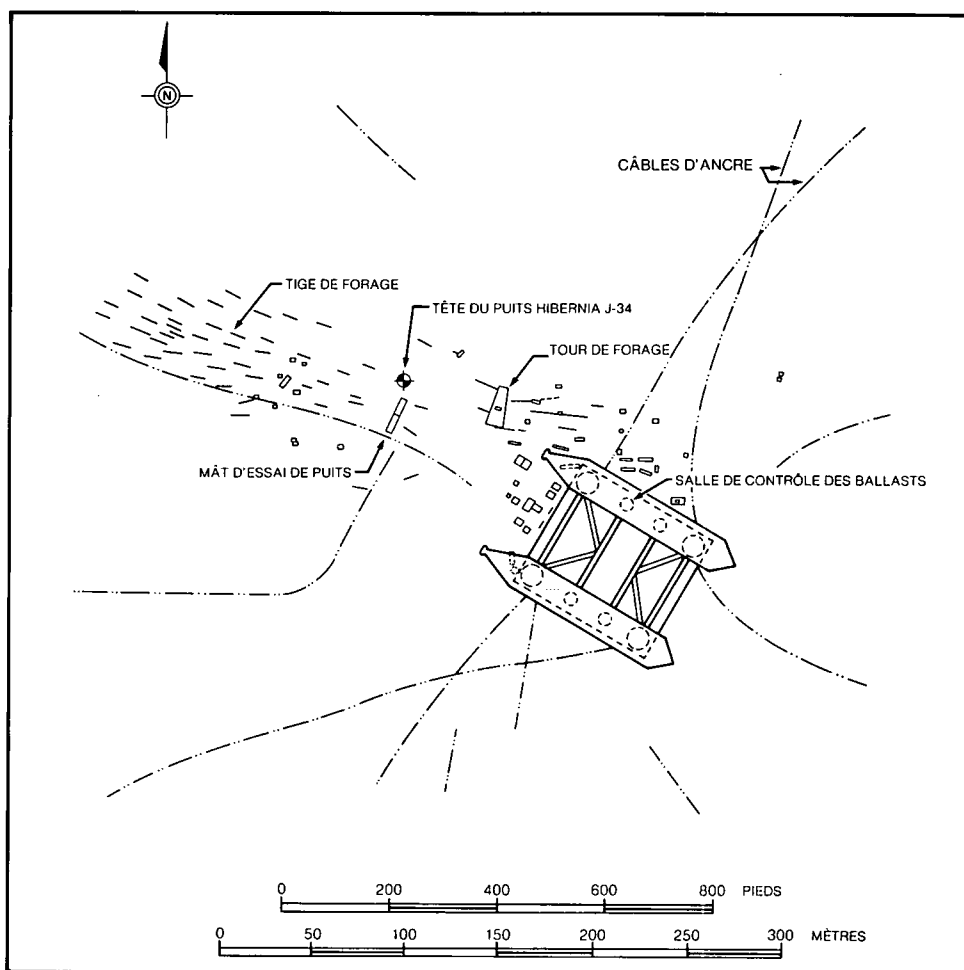 N
CÂBLES D'ANCRE
TIGE DE FORAGE
TÊTE DU PUITS HIBERNIA J-34
TOUR DE FORAGE
MÂT D'ESSAI DE PUITS
SALLE DE CONTRÔLE DES BALLASTS
0 200 400 600 800 PIEDS
0 50 100 150 200 250 300 MÈTRES